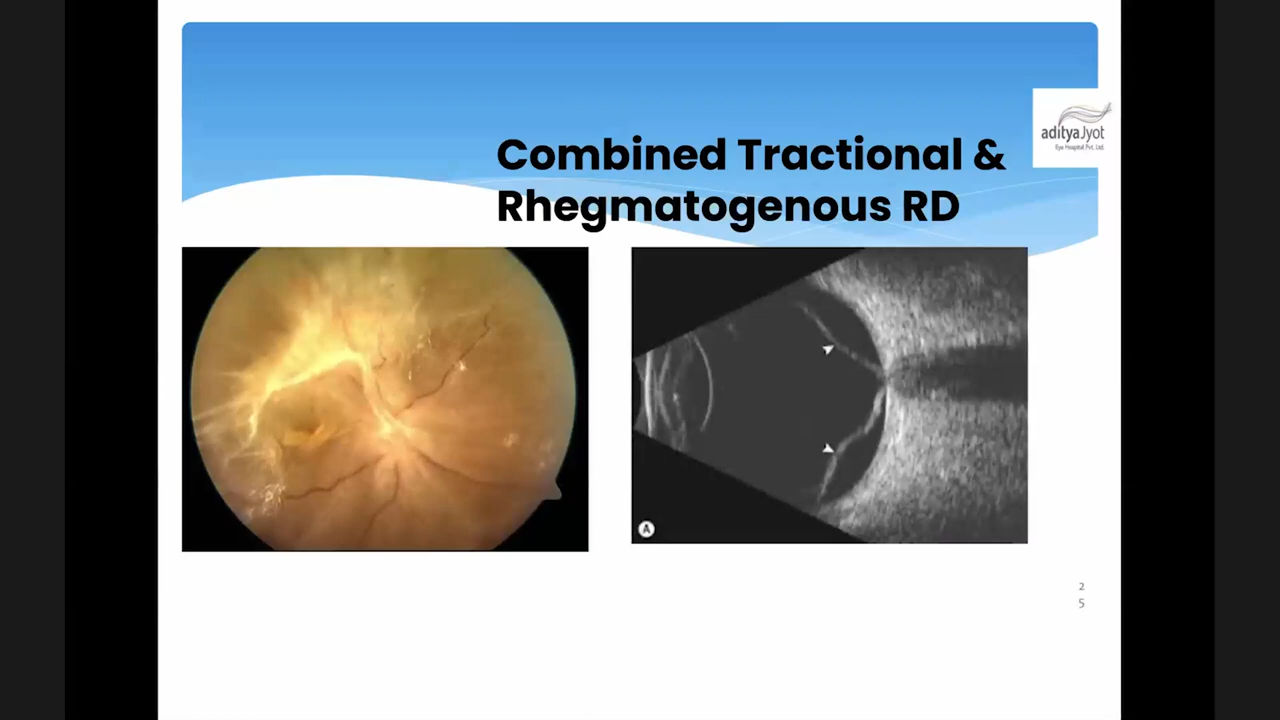 Combined Tractional &
Rhegmatogenous RD
adityaJyot
Eye Hospital Pvt. Ltd.
A
2
5